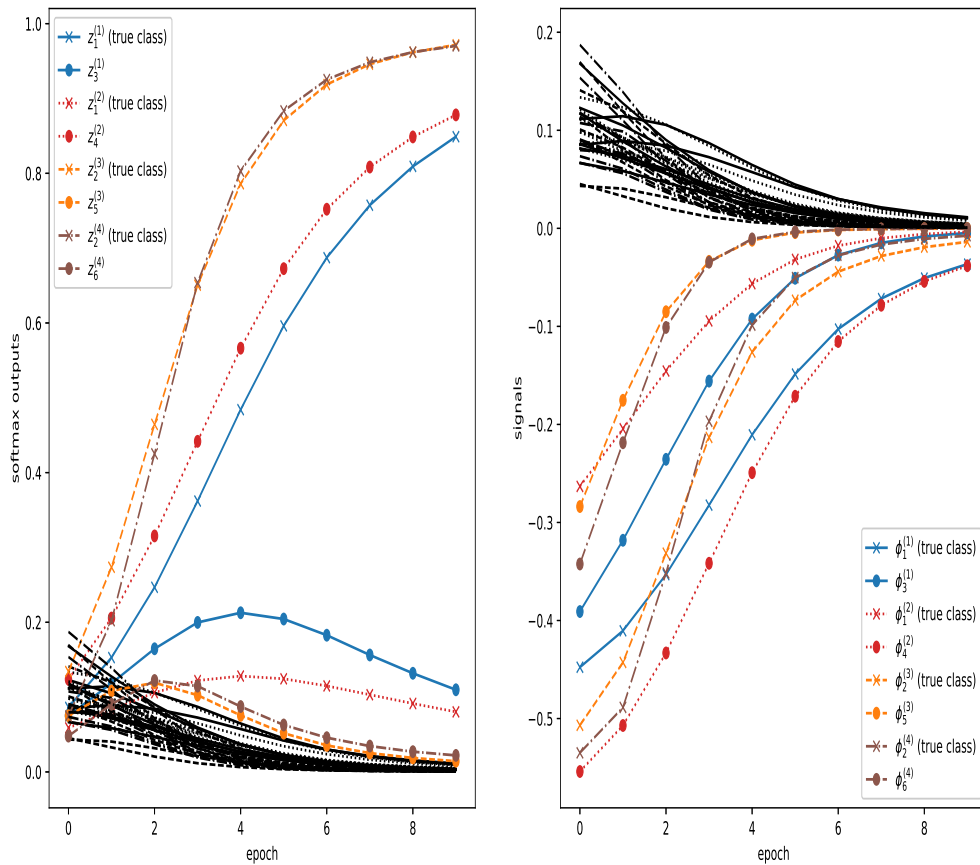 softmax outputs
1.0
0.8
0.6
0.4
0.2
0.0
z₁⁽¹⁾ (true class)
z₃⁽¹⁾
z₁⁽²⁾ (true class)
z₄⁽²⁾
z₂⁽³⁾ (true class)
z₅⁽³⁾
z₂⁽⁴⁾ (true class)
z₆⁽⁴⁾
0 2 4 6 8
epoch
signals
0.2
0.1
0.0
−0.1
−0.2
−0.3
−0.4
−0.5
ϕ₁⁽¹⁾ (true class)
ϕ₃⁽¹⁾
ϕ₁⁽²⁾ (true class)
ϕ₄⁽²⁾
ϕ₂⁽³⁾ (true class)
ϕ₅⁽³⁾
ϕ₂⁽⁴⁾ (true class)
ϕ₆⁽⁴⁾
0 2 4 6 8
epoch